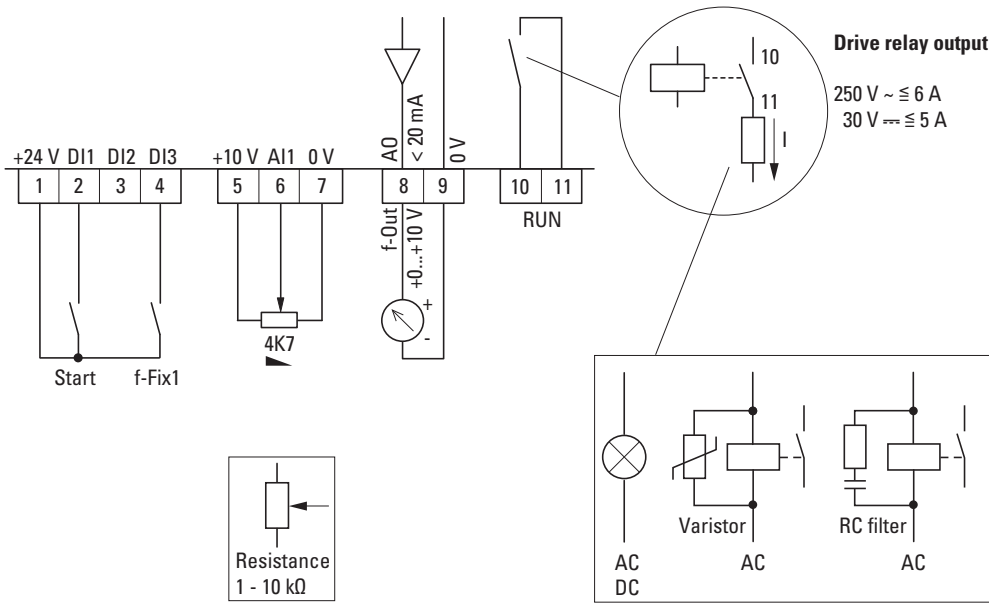 Drive relay output
250 V ~ ≦ 6 A
30 V ⎓ ≦ 5 A
10
11
I
+24 V DI1 DI2 DI3
1 2 3 4
Start f-Fix1
+10 V AI1 0 V
5 6 7
4K7
A0
< 20 mA
0 V
8 9
f-Out
+0...+10 V
+
-
10 11
RUN
Resistance
1 - 10 kΩ
AC
DC
Varistor
AC
RC filter
AC